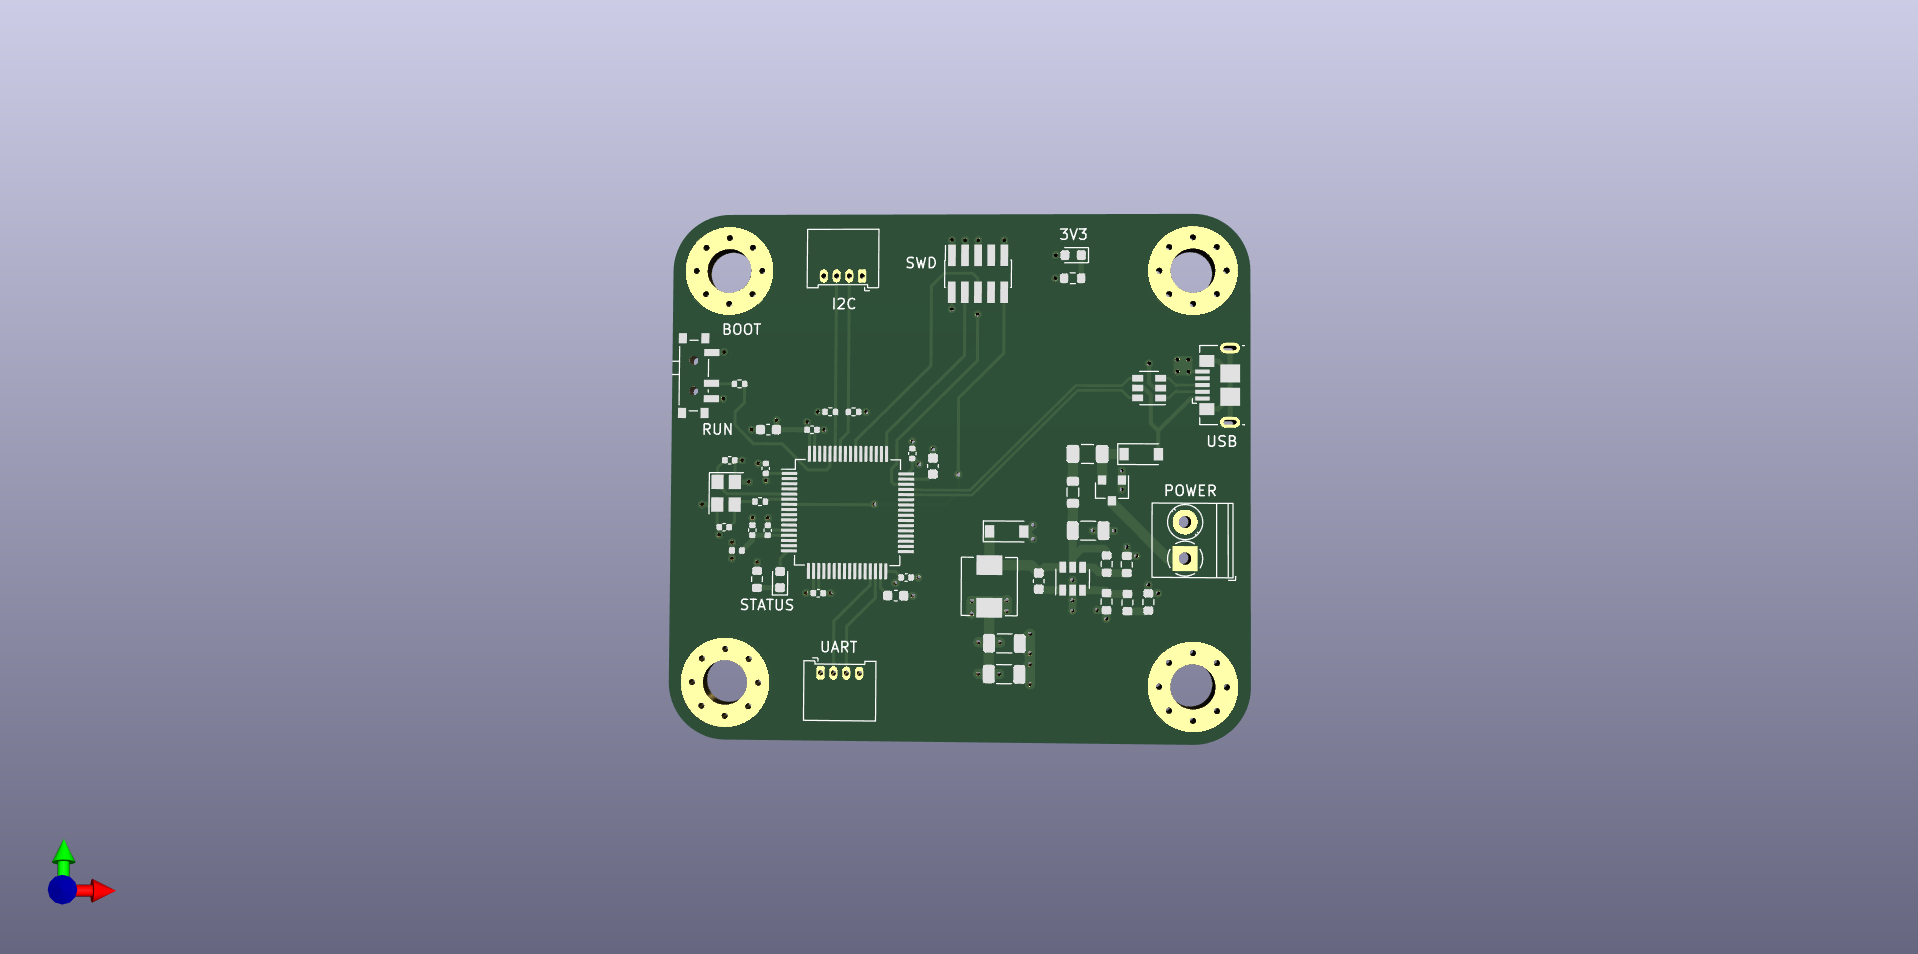 3V3
SWD
I2C
BOOT
RUN
USB
POWER
STATUS
UART